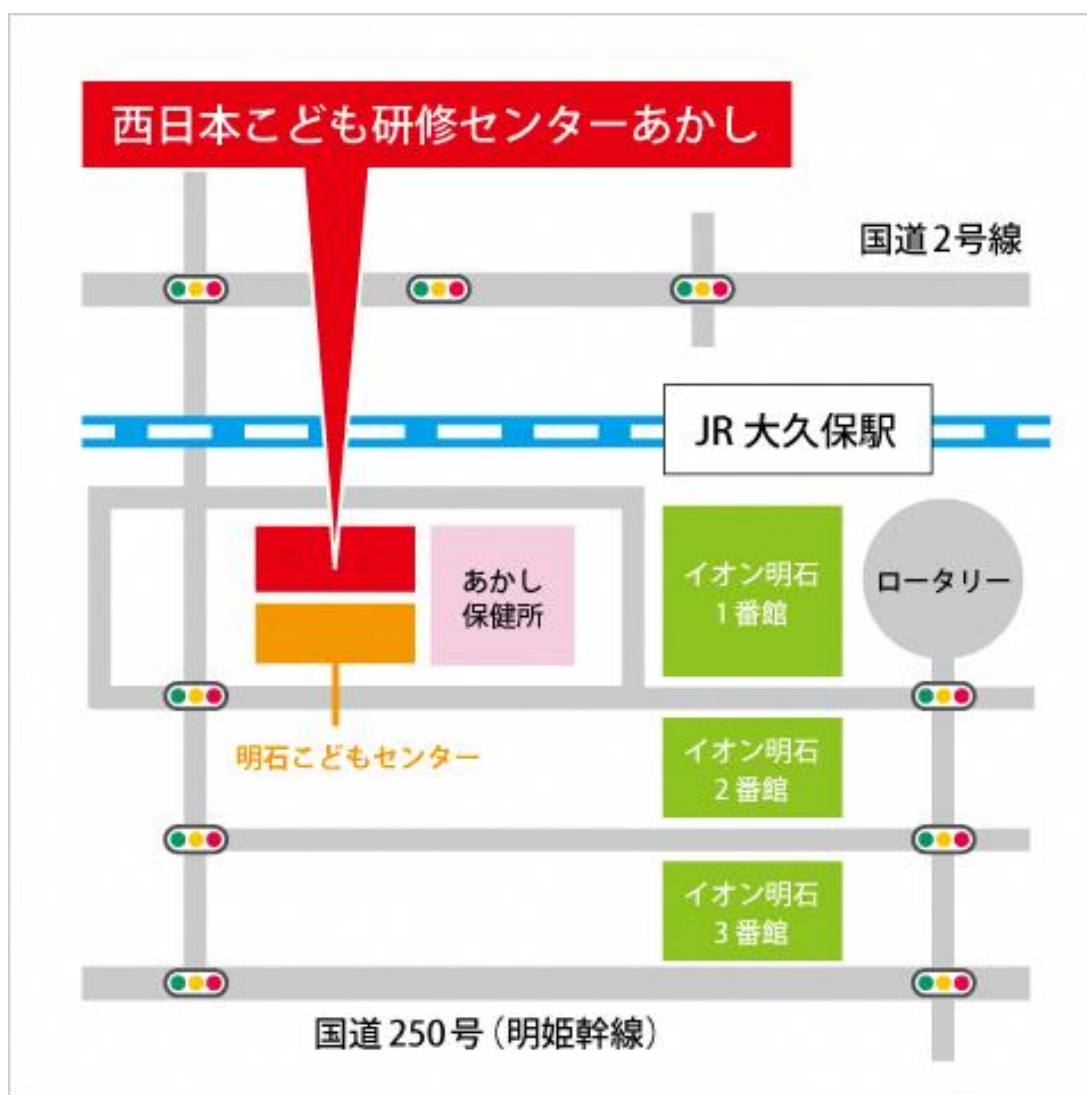 西日本こども研修センターあかし
国道2号線
JR 大久保駅
あかし
保健所
イオン明石
1番館
ロータリー
明石こどもセンター
イオン明石
2番館
イオン明石
3番館
国道250号（明姫幹線）